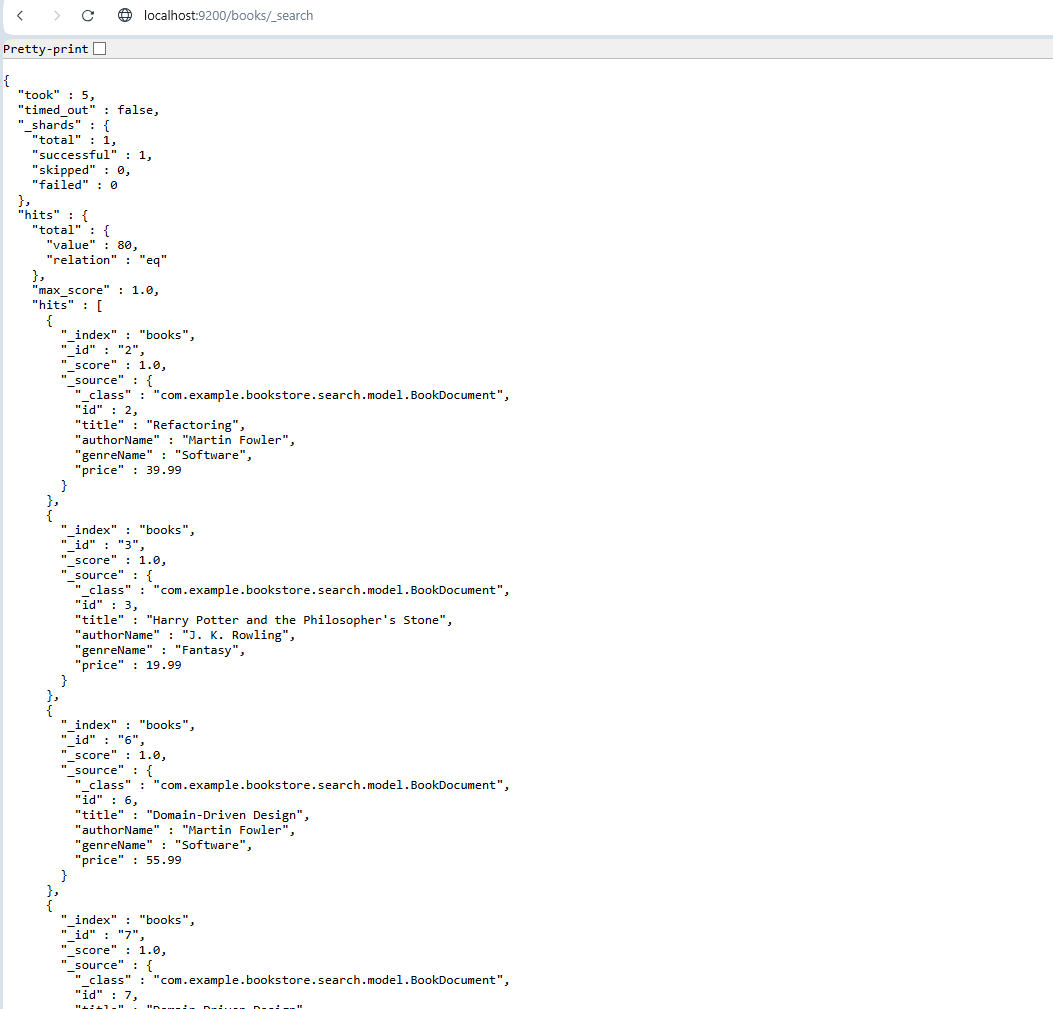 localhost:9200/books/_search
Pretty-print
{
  "took" : 5,
  "timed_out" : false,
  "_shards" : {
    "total" : 1,
    "successful" : 1,
    "skipped" : 0,
    "failed" : 0
  },
  "hits" : {
    "total" : {
      "value" : 80,
      "relation" : "eq"
    },
    "max_score" : 1.0,
    "hits" : [
      {
        "_index" : "books",
        "_id" : "2",
        "_score" : 1.0,
        "_source" : {
          "_class" : "com.example.bookstore.search.model.BookDocument",
          "id" : 2,
          "title" : "Refactoring",
          "authorName" : "Martin Fowler",
          "genreName" : "Software",
          "price" : 39.99
        }
      },
      {
        "_index" : "books",
        "_id" : "3",
        "_score" : 1.0,
        "_source" : {
          "_class" : "com.example.bookstore.search.model.BookDocument",
          "id" : 3,
          "title" : "Harry Potter and the Philosopher's Stone",
          "authorName" : "J. K. Rowling",
          "genreName" : "Fantasy",
          "price" : 19.99
        }
      },
      {
        "_index" : "books",
        "_id" : "6",
        "_score" : 1.0,
        "_source" : {
          "_class" : "com.example.bookstore.search.model.BookDocument",
          "id" : 6,
          "title" : "Domain-Driven Design",
          "authorName" : "Martin Fowler",
          "genreName" : "Software",
          "price" : 55.99
        }
      },
      {
        "_index" : "books",
        "_id" : "7",
        "_score" : 1.0,
        "_source" : {
          "_class" : "com.example.bookstore.search.model.BookDocument",
          "id" : 7,
          "title" : "Domain-Driven Design"